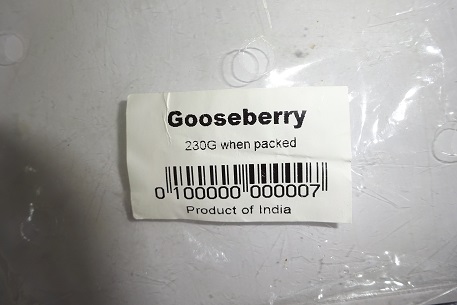 Gooseberry
230G when packed
0 100000 000007
Product of India